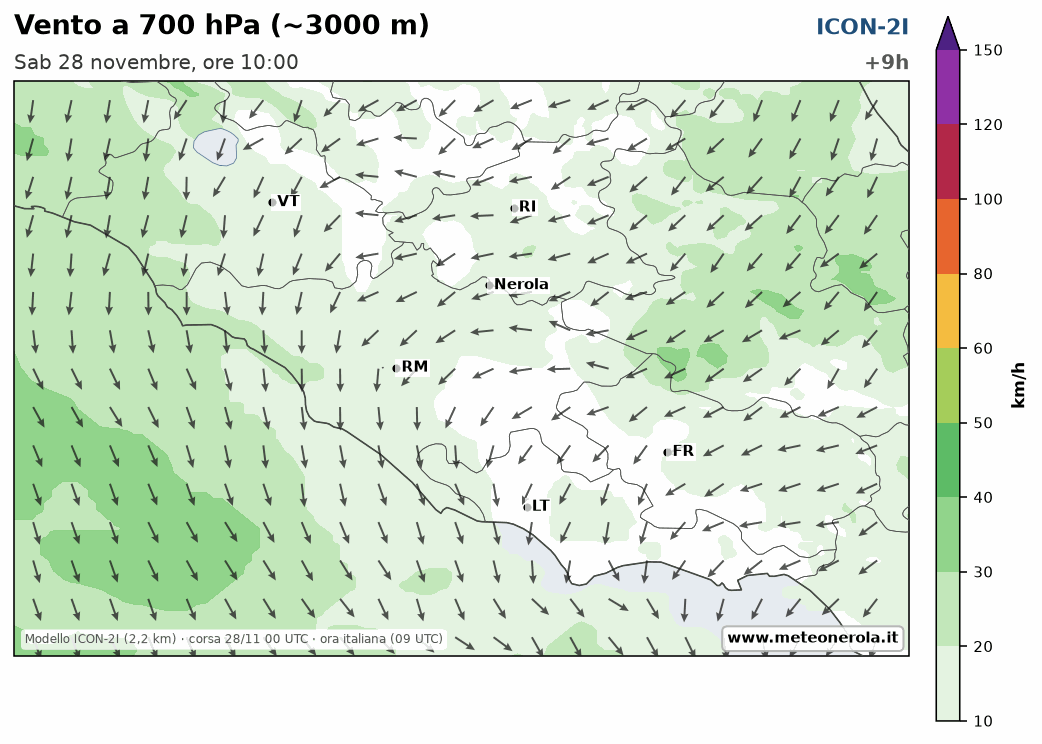 Vento a 700 hPa (~3000 m)
ICON-2I
Sab 28 novembre, ore 10:00
+9h
150
120
100
80
60
50
40
30
20
10
km/h
VT
RI
Nerola
RM
FR
LT
Modello ICON-2I (2,2 km) · corsa 28/11 00 UTC · ora italiana (09 UTC)
www.meteonerola.it